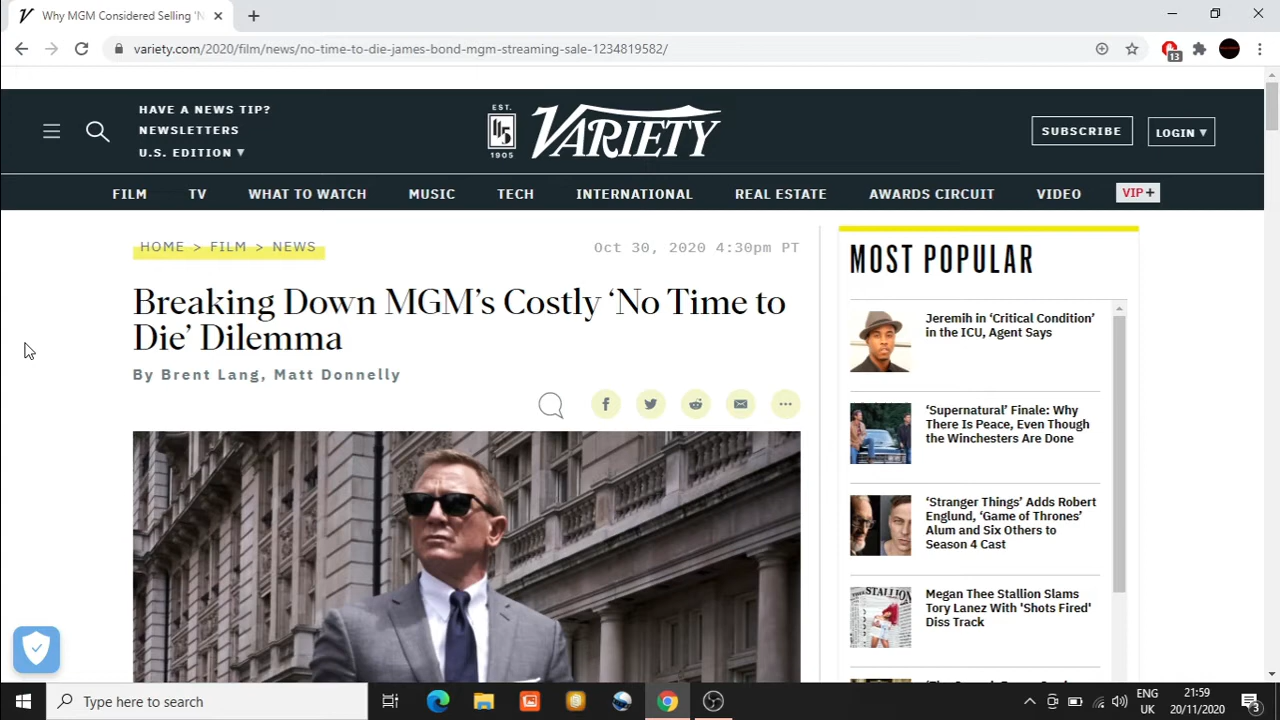 Why MGM Considered Selling 'N
variety.com/2020/film/news/no-time-to-die-james-bond-mgm-streaming-sale-1234819582/
13
HAVE A NEWS TIP?
NEWSLETTERS
U.S. EDITION ▼
EST.
115
1905
VARIETY
SUBSCRIBE
LOGIN ▼
FILM
TV
WHAT TO WATCH
MUSIC
TECH
INTERNATIONAL
REAL ESTATE
AWARDS CIRCUIT
VIDEO
VIP+
HOME > FILM > NEWS
Oct 30, 2020 4:30pm PT
Breaking Down MGM’s Costly ‘No Time to
Die’ Dilemma
By Brent Lang, Matt Donnelly
MOST POPULAR
Jeremih in ‘Critical Condition’
in the ICU, Agent Says
‘Supernatural’ Finale: Why
There Is Peace, Even Though
the Winchesters Are Done
‘Stranger Things’ Adds Robert
Englund, ‘Game of Thrones’
Alum and Six Others to
Season 4 Cast
STALLION
Megan Thee Stallion Slams
Tory Lanez With 'Shots Fired'
Diss Track
Type here to search
ENG
UK
21:59
20/11/2020
3